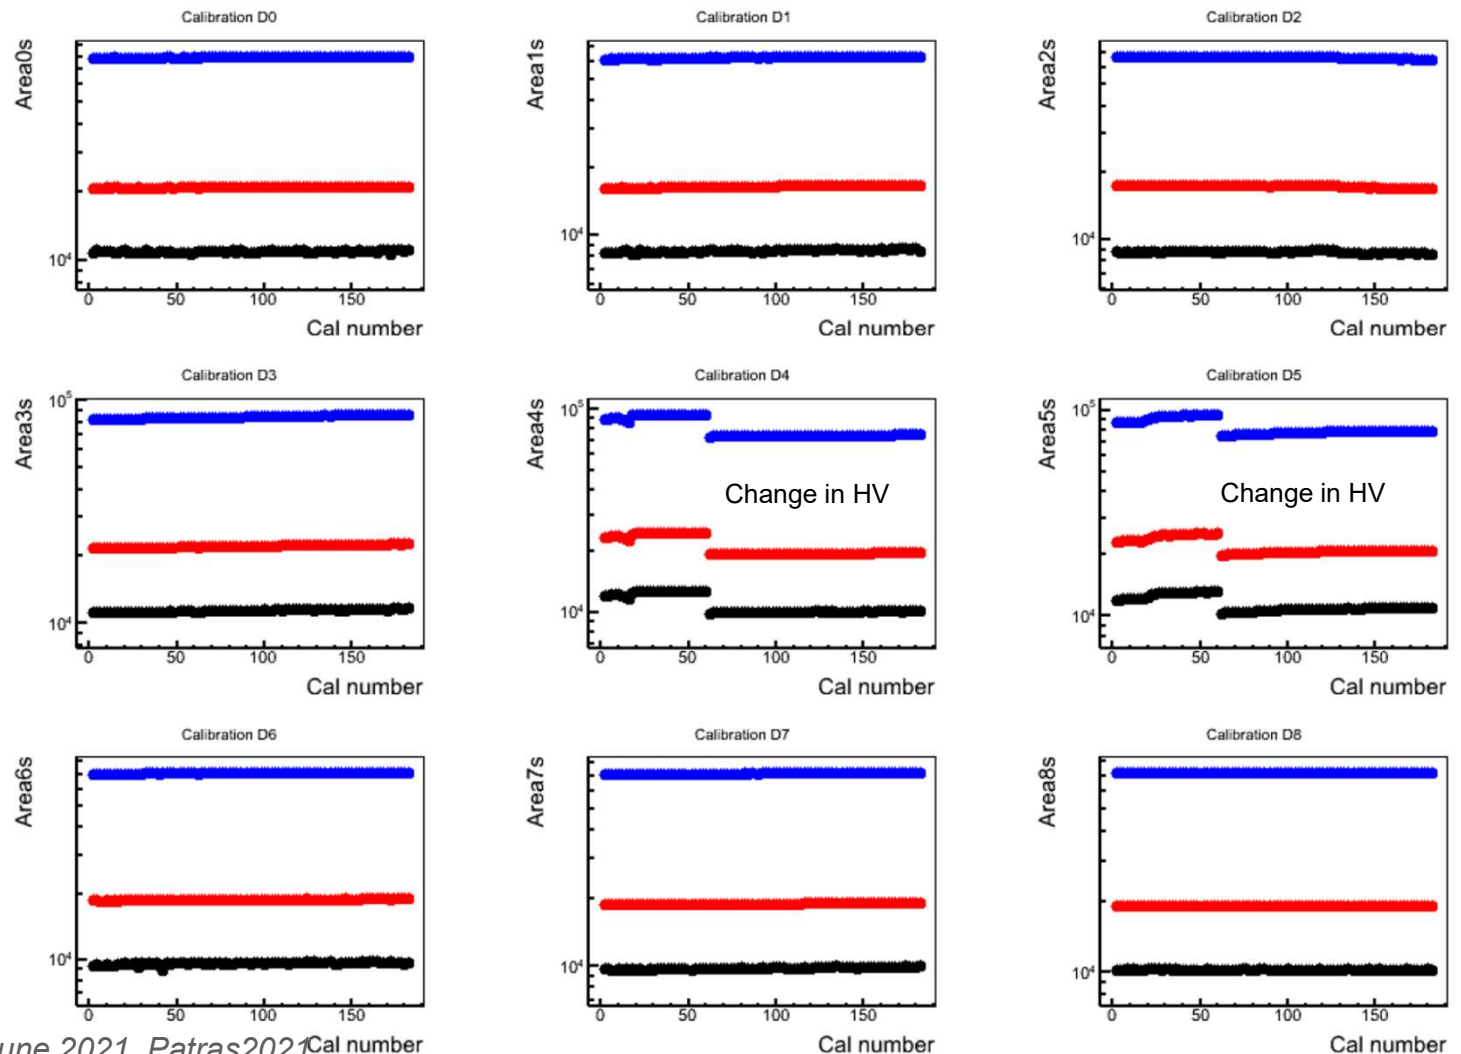 Calibration D0
Area0s
10⁴
0 50 100 150
Cal number
Calibration D1
Area1s
10⁴
0 50 100 150
Cal number
Calibration D2
Area2s
10⁴
0 50 100 150
Cal number
Calibration D3
Area3s
10⁵
10⁴
0 50 100 150
Cal number
Calibration D4
Area4s
10⁵
Change in HV
10⁴
0 50 100 150
Cal number
Calibration D5
Area5s
10⁵
Change in HV
10⁴
0 50 100 150
Cal number
Calibration D6
Area6s
10⁴
0 50 100 150
Cal number
Calibration D7
Area7s
10⁴
0 50 100 150
Cal number
Calibration D8
Area8s
10⁴
0 50 100 150
Cal number
une 2021, Patras2021